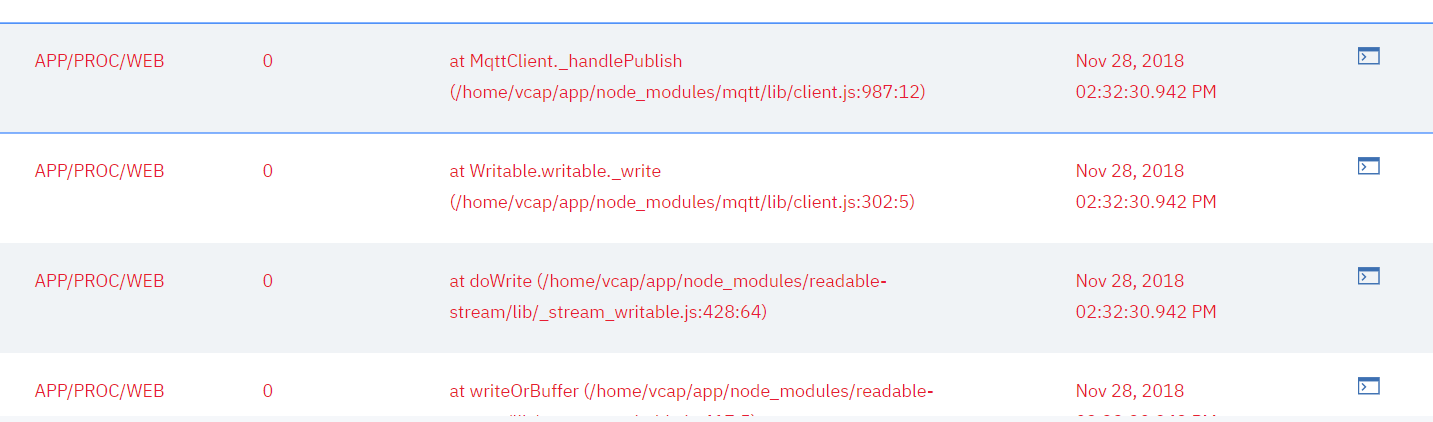 APP/PROC/WEB 0 at MqttClient._handlePublish Nov 28, 2018
(/home/vcap/app/node_modules/mqtt/lib/client.js:987:12) 02:32:30.942 PM
APP/PROC/WEB 0 at Writable.writable._write Nov 28, 2018
(/home/vcap/app/node_modules/mqtt/lib/client.js:302:5) 02:32:30.942 PM
APP/PROC/WEB 0 at doWrite (/home/vcap/app/node_modules/readable- Nov 28, 2018
stream/lib/_stream_writable.js:428:64) 02:32:30.942 PM
APP/PROC/WEB 0 at writeOrBuffer (/home/vcap/app/node_modules/readable- Nov 28, 2018